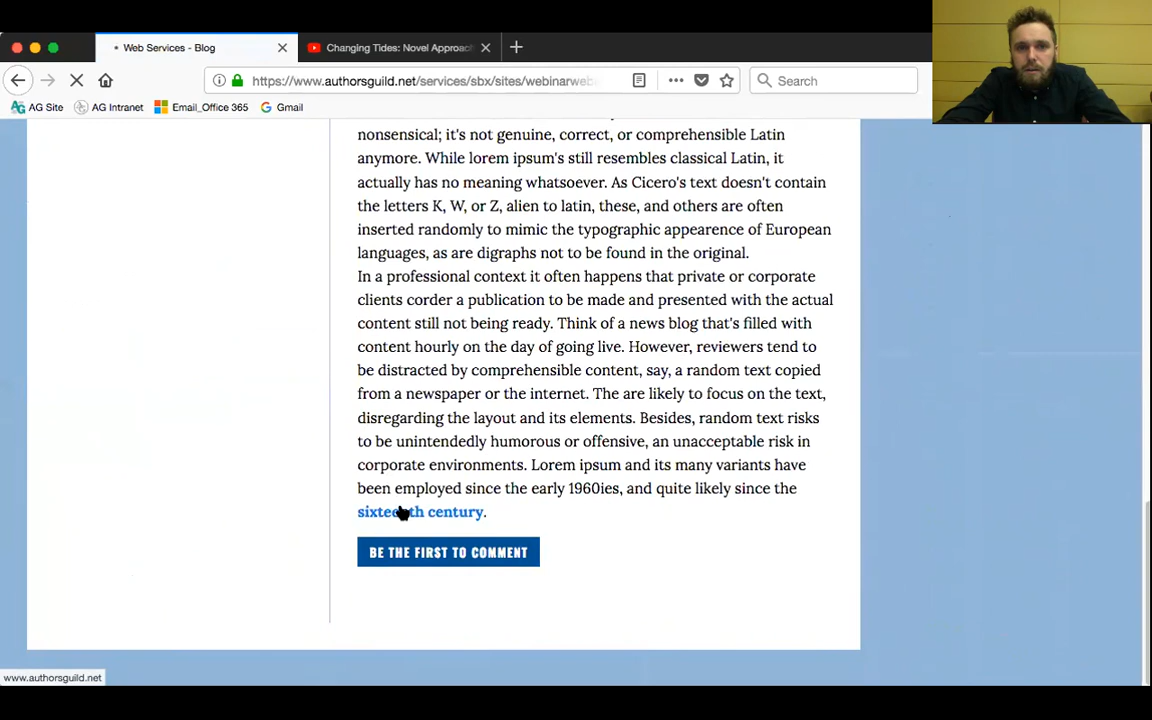 Web Services - Blog
Changing Tides: Novel Approac
https://www.authorsguild.net/services/sbx/sites/webinarweb
Search
AG Site
AG Intranet
Email_Office 365
Gmail
nonsensical; it's not genuine, correct, or comprehensible Latin
anymore. While lorem ipsum's still resembles classical Latin, it
actually has no meaning whatsoever. As Cicero's text doesn't contain
the letters K, W, or Z, alien to latin, these, and others are often
inserted randomly to mimic the typographic appearence of European
languages, as are digraphs not to be found in the original.
In a professional context it often happens that private or corporate
clients corder a publication to be made and presented with the actual
content still not being ready. Think of a news blog that's filled with
content hourly on the day of going live. However, reviewers tend to
be distracted by comprehensible content, say, a random text copied
from a newspaper or the internet. The are likely to focus on the text,
disregarding the layout and its elements. Besides, random text risks
to be unintendedly humorous or offensive, an unacceptable risk in
corporate environments. Lorem ipsum and its many variants have
been employed since the early 1960ies, and quite likely since the
sixteenth century.
BE THE FIRST TO COMMENT
www.authorsguild.net